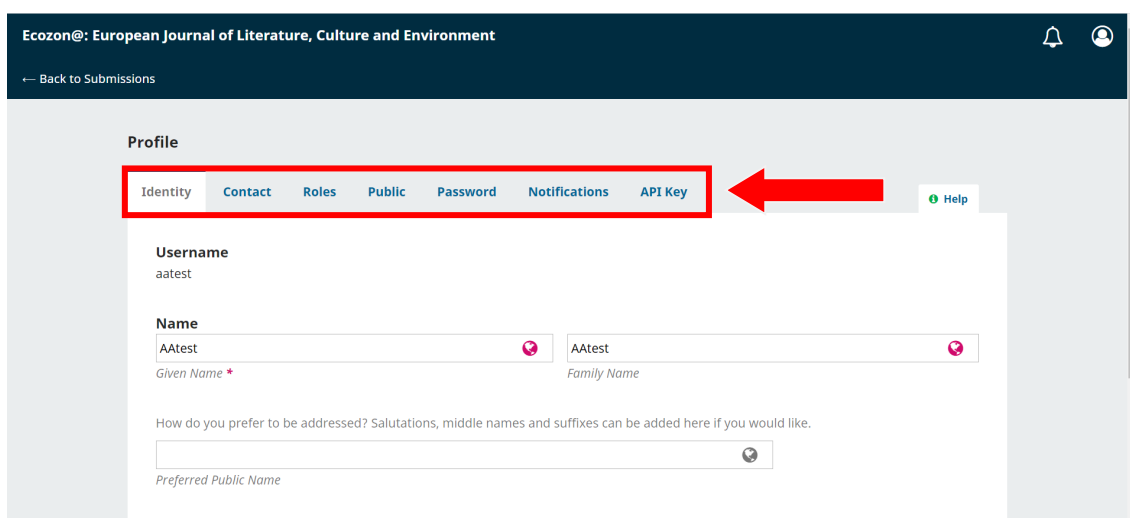 Ecozon@: European Journal of Literature, Culture and Environment
← Back to Submissions
Profile
Identity Contact Roles Public Password Notifications API Key
Help
Username
aatest
Name
AAtest AAtest
Given Name * Family Name
How do you prefer to be addressed? Salutations, middle names and suffixes can be added here if you would like.
Preferred Public Name